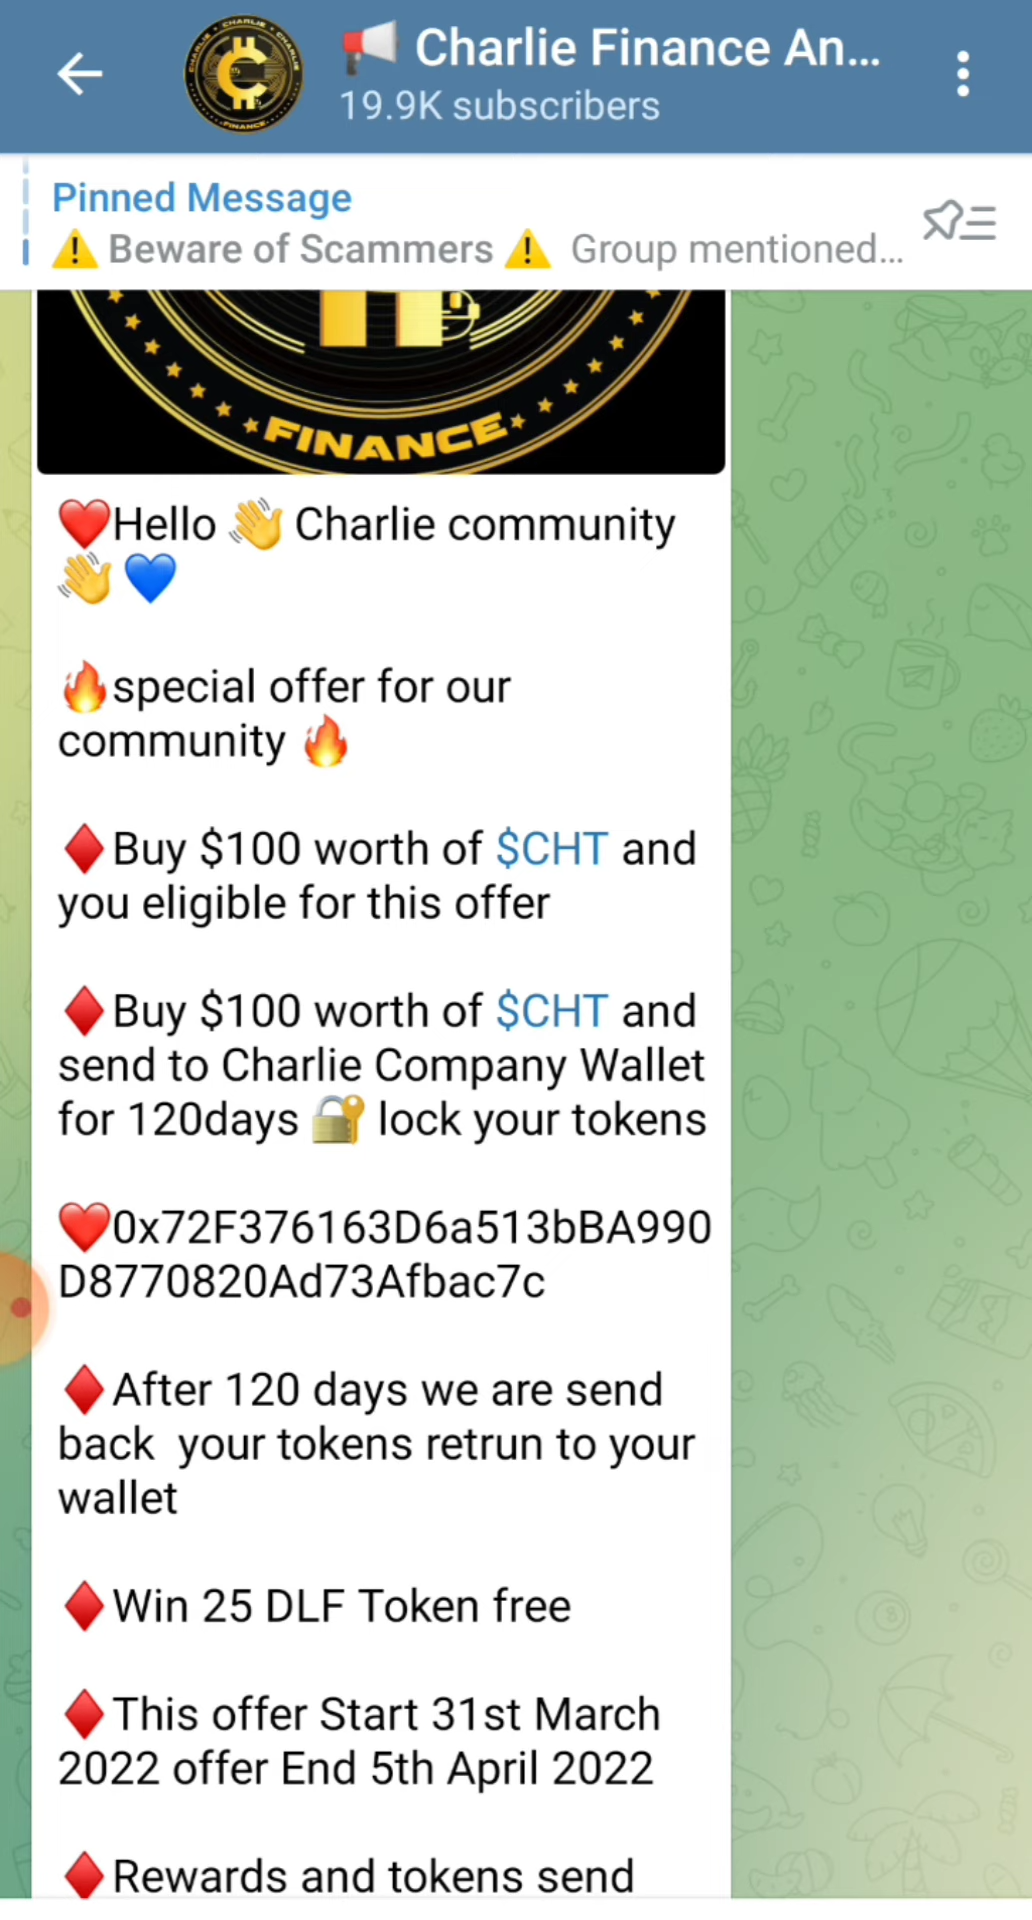 📢 Charlie Finance An...
19.9K subscribers
Pinned Message
⚠️ Beware of Scammers ⚠️ Group mentioned...
CHARLIE • CHARLIE • CHARLIE
FINANCE
FINANCE
❤️Hello 👋 Charlie community
👋 💙
🔥special offer for our
community 🔥
♦️Buy $100 worth of $CHT and
you eligible for this offer
♦️Buy $100 worth of $CHT and
send to Charlie Company Wallet
for 120days 🔐 lock your tokens
❤️0x72F376163D6a513bBA990
D8770820Ad73Afbac7c
♦️After 120 days we are send
back  your tokens retrun to your
wallet
♦️Win 25 DLF Token free
♦️This offer Start 31st March
2022 offer End 5th April 2022
♦️Rewards and tokens send